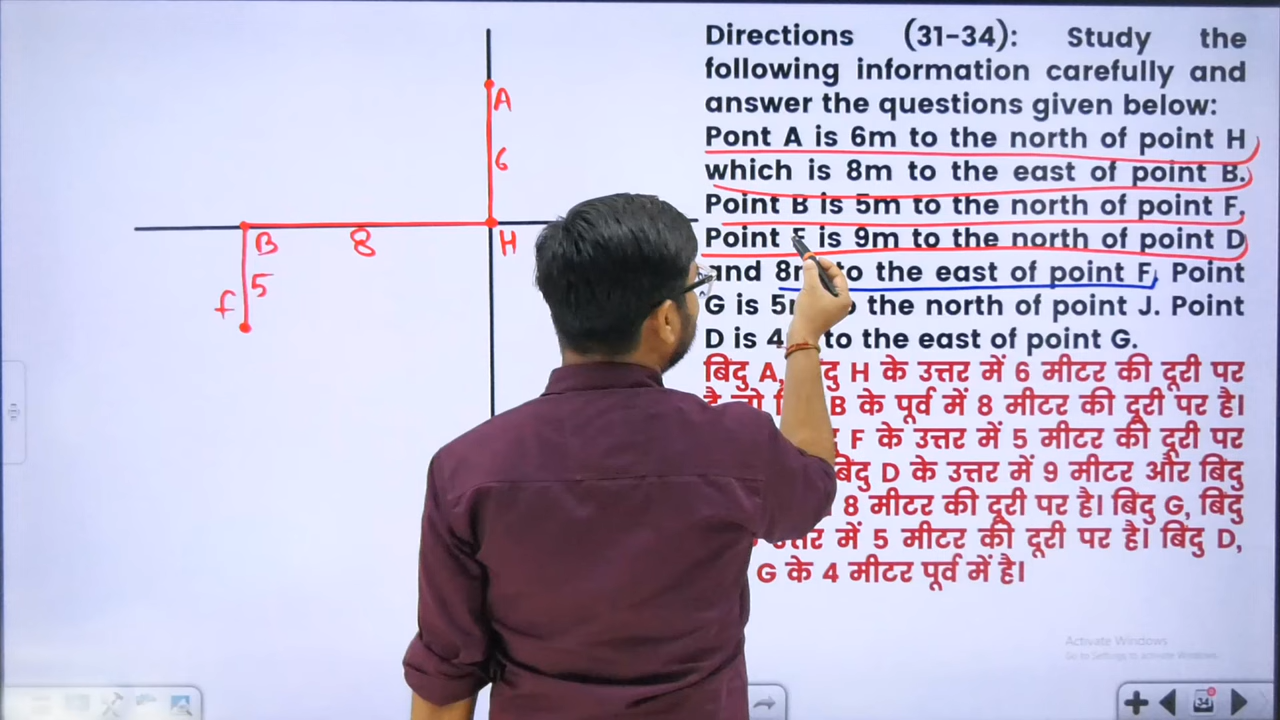 Directions (31-34): Study the
following information carefully and
answer the questions given below:
Pont A is 6m to the north of point H
which is 8m to the east of point B.
Point B is 5m to the north of point F.
Point E is 9m to the north of point D
and to the east of point F. Point
G is the north of point J. Point
D is to the east of point G.
बिंदु A, H के उत्तर में 6 मीटर की दूरी पर
B के पूर्व में 8 मीटर की दूरी पर है।
F के उत्तर में 5 मीटर की दूरी पर
बिंदु D के उत्तर में 9 मीटर और बिंदु
8 मीटर की दूरी पर है। बिंदु G, बिंदु
उत्तर में 5 मीटर की दूरी पर है। बिंदु D,
G के 4 मीटर पूर्व में है।
A
6
B
8
H
5
f
Activate Windows
Go to Settings to activate Windows.
34